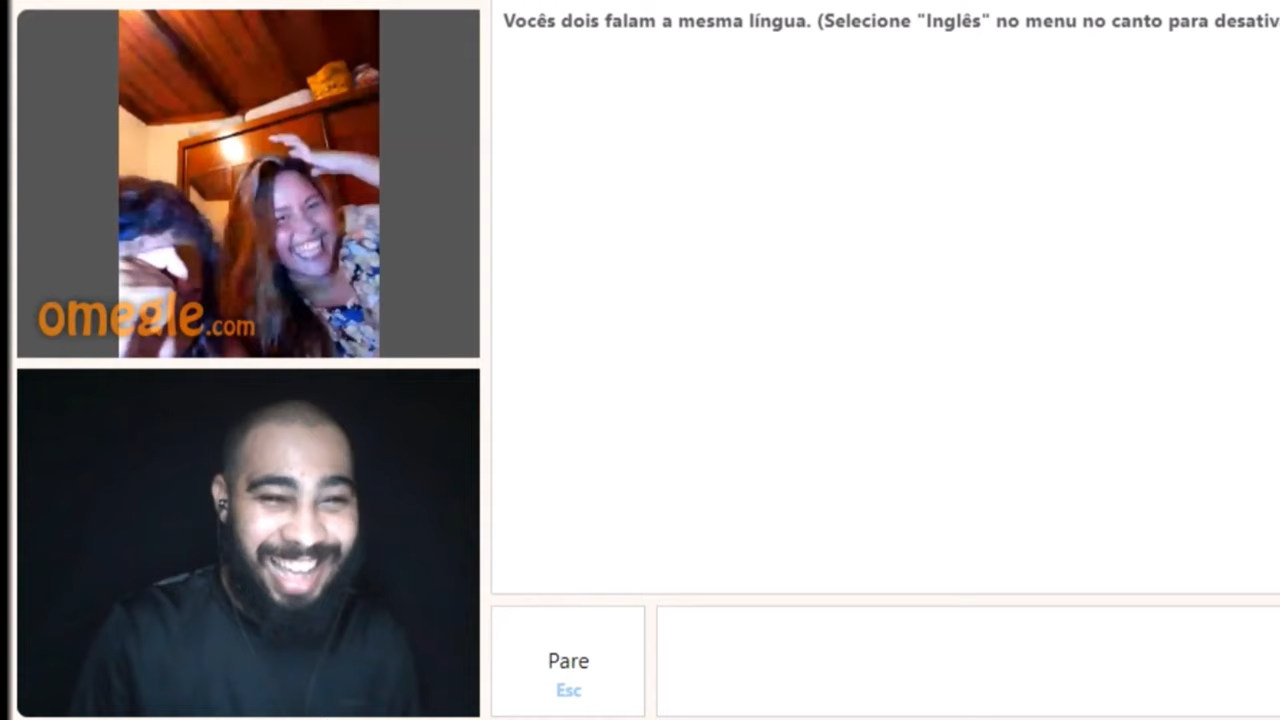 Vocês dois falam a mesma língua. (Selecione "Inglês" no menu no canto para desativ
omegle.com
Pare
Esc